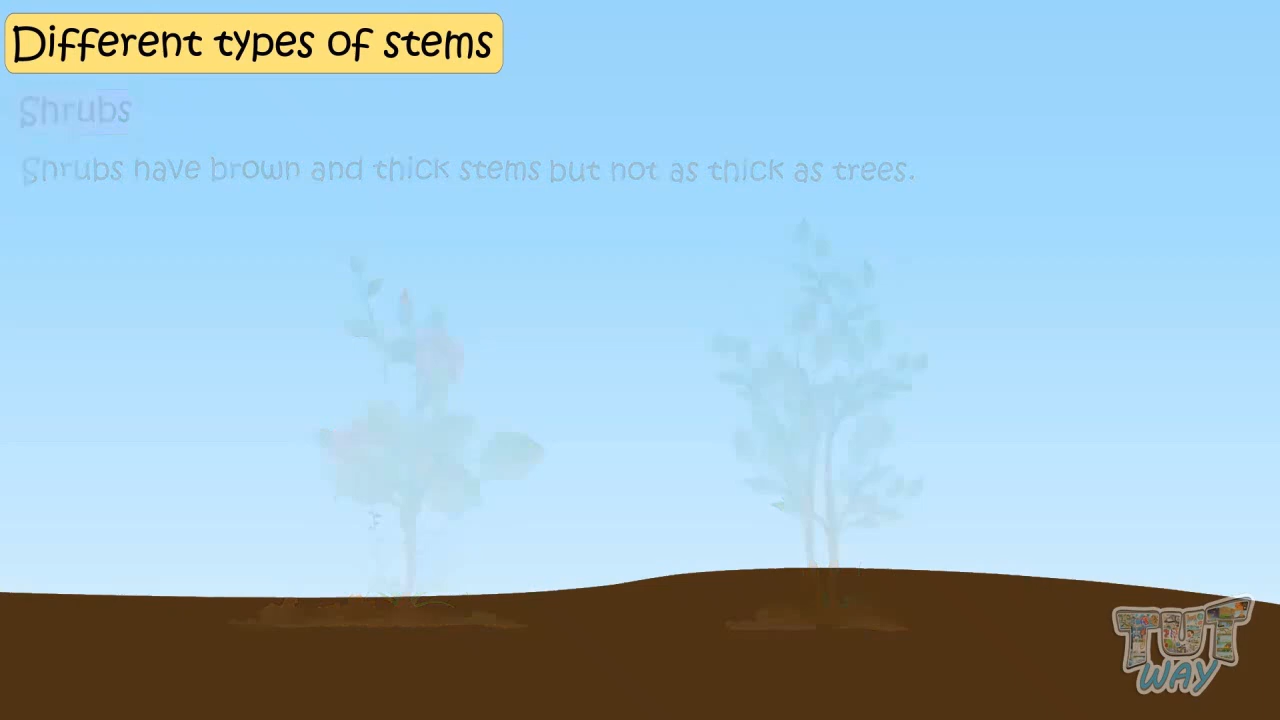 Different types of stems
Shrubs
Shrubs have brown and thick stems but not as thick as trees.
TUT
WAY